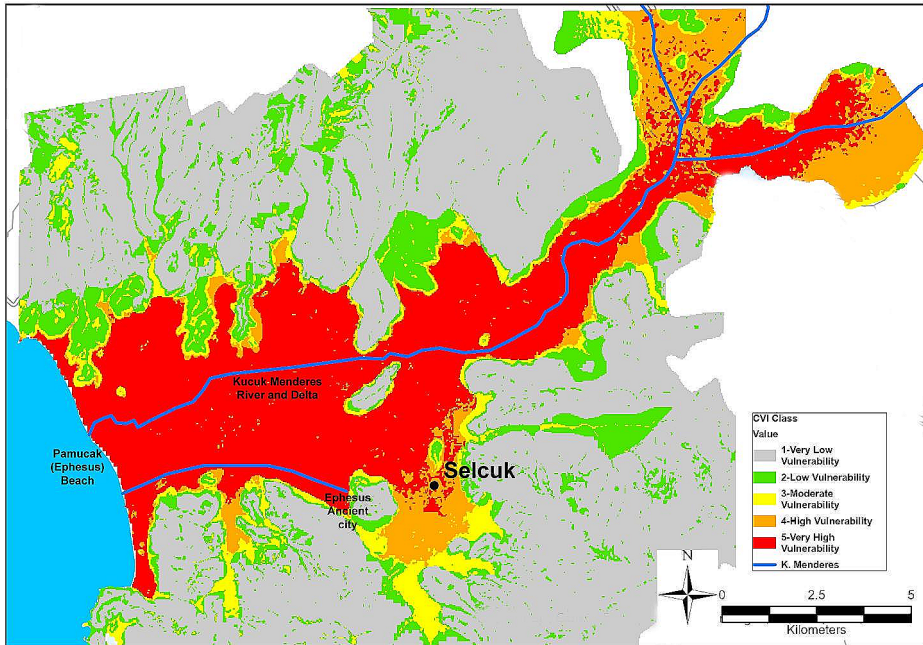 Kucuk-Menderes
River and Delta
Pamucak
(Ephesus)
Beach
Selcuk
Ephesus
Ancient
city
CVI Class
Value
1-Very Low
Vulnerability
2-Low Vulnerability
3-Moderate
Vulnerability
4-High Vulnerability
5-Very High
Vulnerability
K. Menderes
N
0 2.5 5
Kilometers